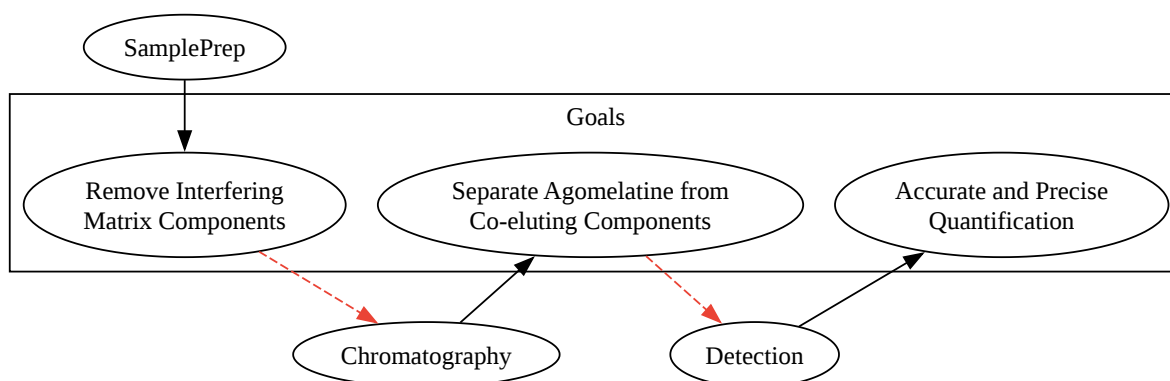 SamplePrep
Goals
Remove Interfering
Matrix Components
Separate Agomelatine from
Co-eluting Components
Accurate and Precise
Quantification
Chromatography
Detection